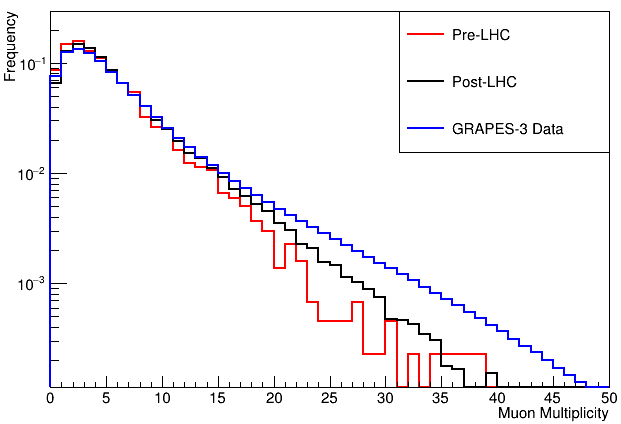 Frequency
Pre-LHC
Post-LHC
GRAPES-3 Data
10⁻¹
10⁻²
10⁻³
0 5 10 15 20 25 30 35 40 45 50
Muon Multiplicity